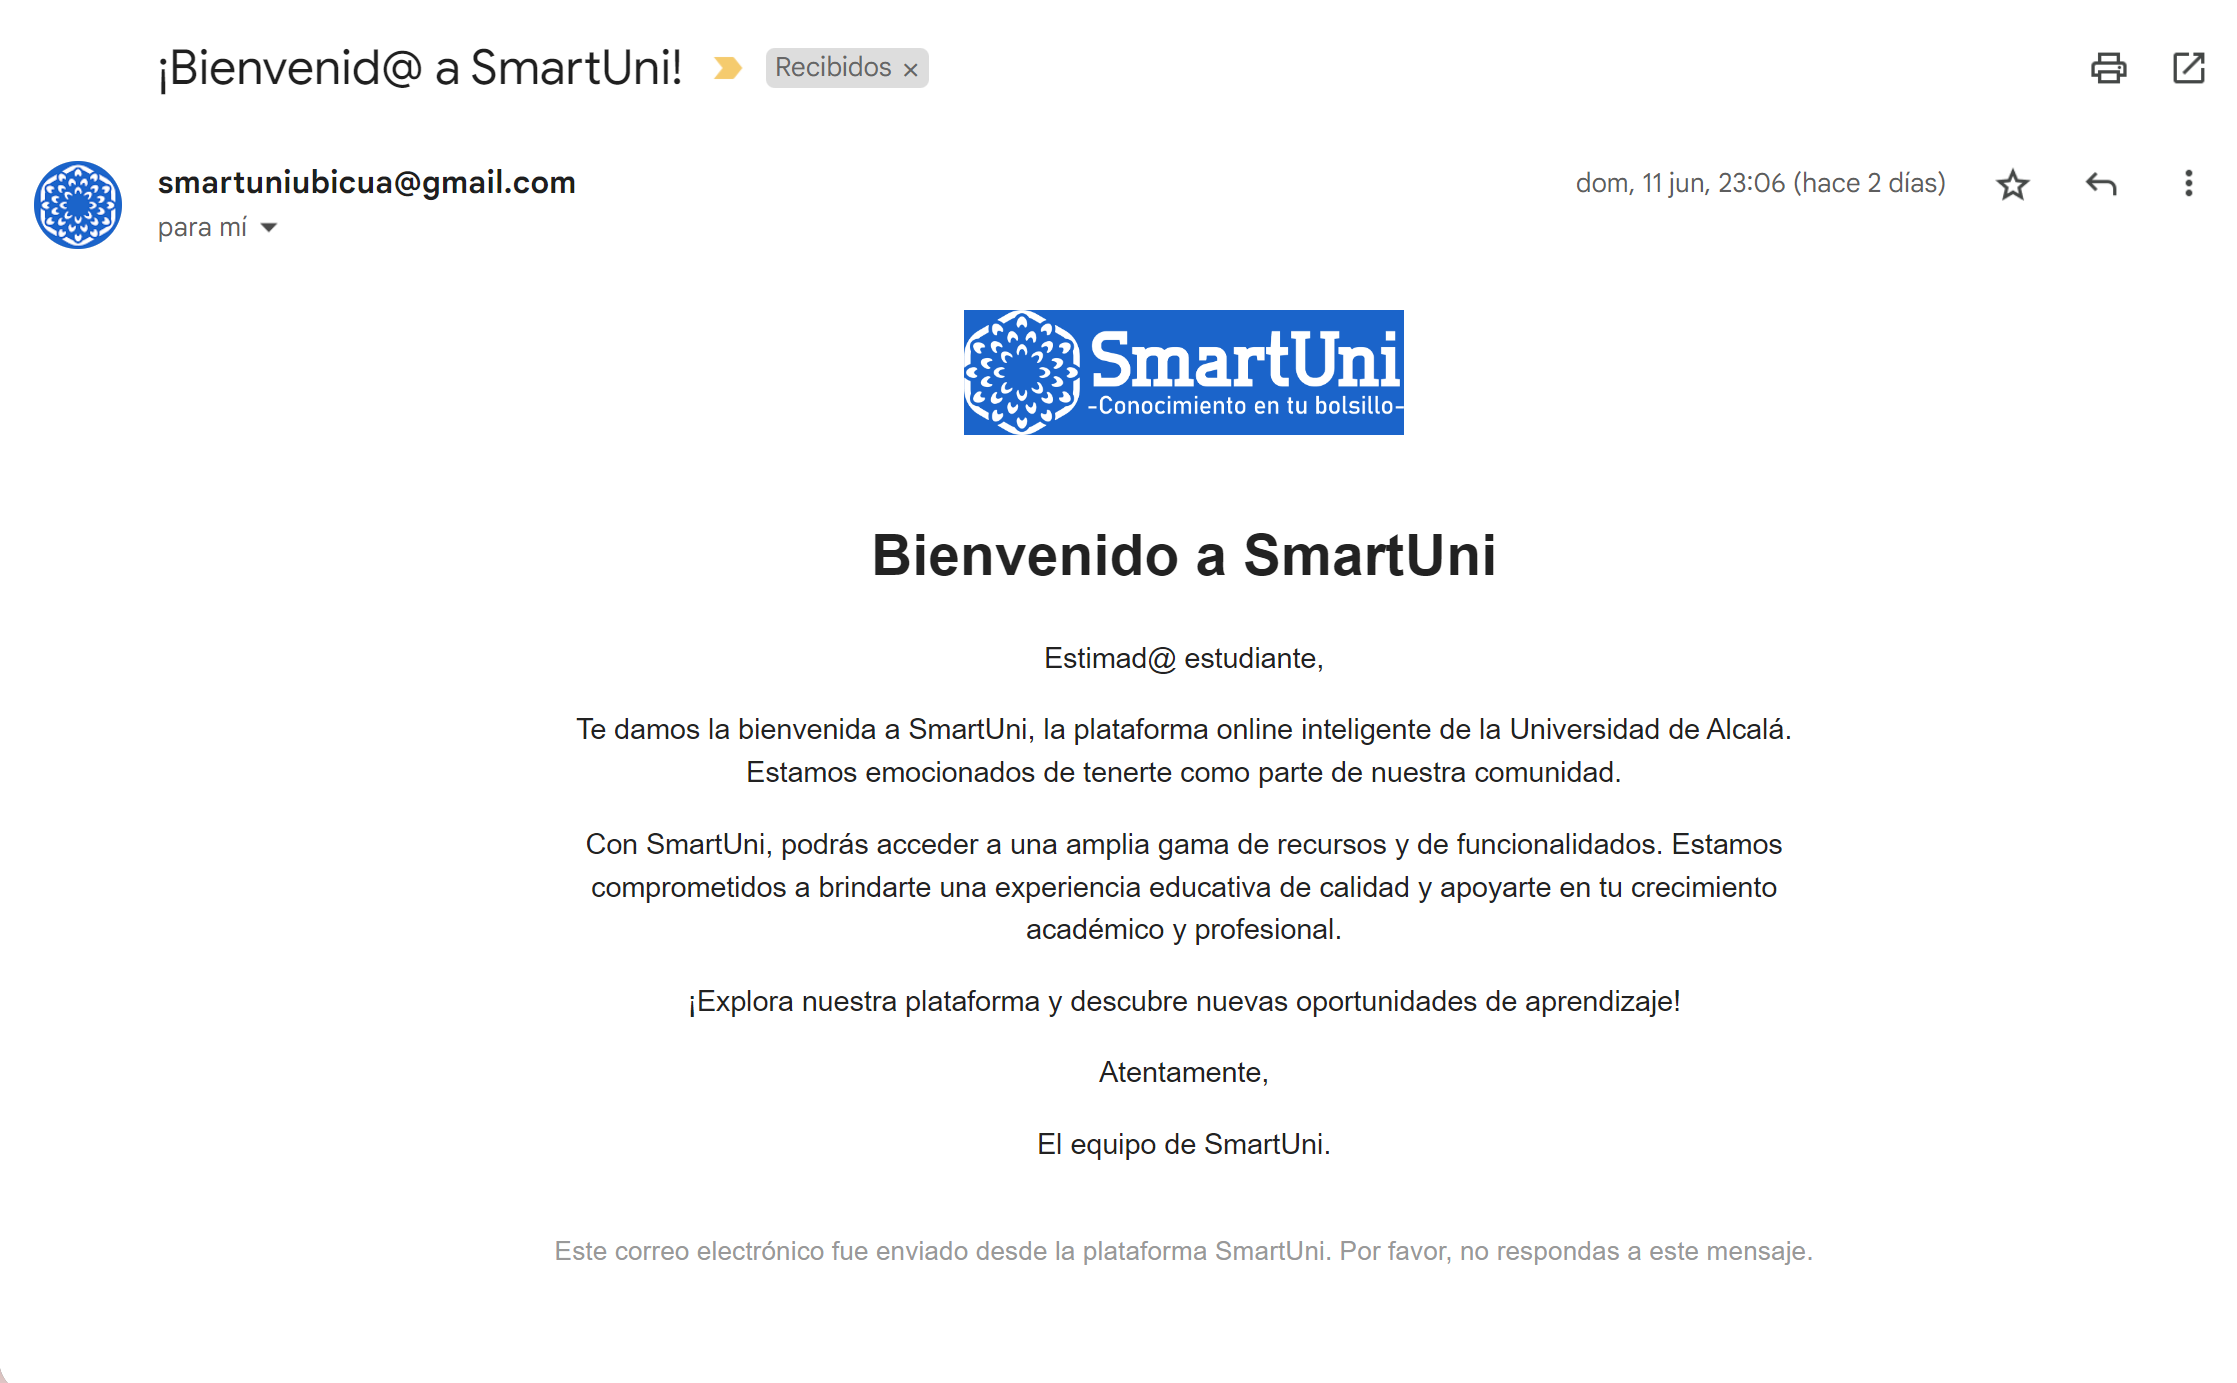 ¡Bienvenid@ a SmartUni!
Recibidos ×
smartuniubicua@gmail.com
dom, 11 jun, 23:06 (hace 2 días)
para mí
SmartUni
-Conocimiento en tu bolsillo-
Bienvenido a SmartUni
Estimad@ estudiante,
Te damos la bienvenida a SmartUni, la plataforma online inteligente de la Universidad de Alcalá.
Estamos emocionados de tenerte como parte de nuestra comunidad.
Con SmartUni, podrás acceder a una amplia gama de recursos y de funcionalidados. Estamos
comprometidos a brindarte una experiencia educativa de calidad y apoyarte en tu crecimiento
académico y profesional.
¡Explora nuestra plataforma y descubre nuevas oportunidades de aprendizaje!
Atentamente,
El equipo de SmartUni.
Este correo electrónico fue enviado desde la plataforma SmartUni. Por favor, no respondas a este mensaje.